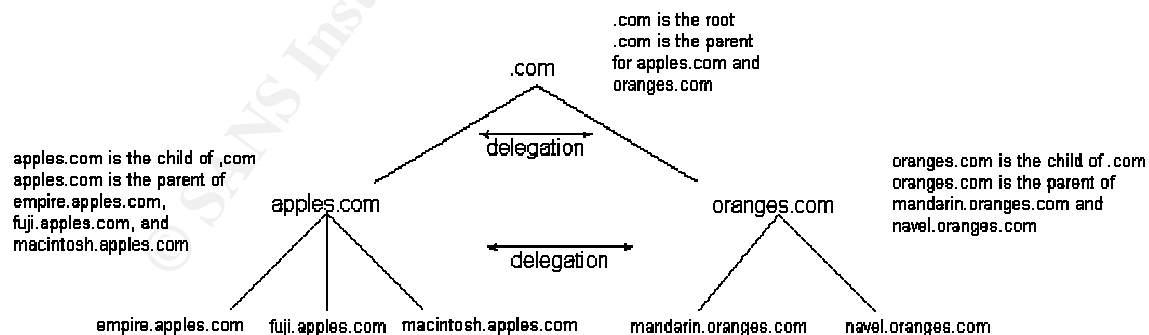 .com is the root
.com is the parent
for apples.com and
oranges.com
.com
delegation
apples.com is the child of ,com
apples.com is the parent of
empire.apples.com,
fuji.apples.com, and
macintosh.apples.com
oranges.com is the child of .com
oranges.com is the parent of
mandarin.oranges.com and
navel.oranges.com
apples.com
oranges.com
delegation
empire.apples.com
fuji.apples.com
macintosh.apples.com
mandarin.oranges.com
navel.oranges.com
© SANS